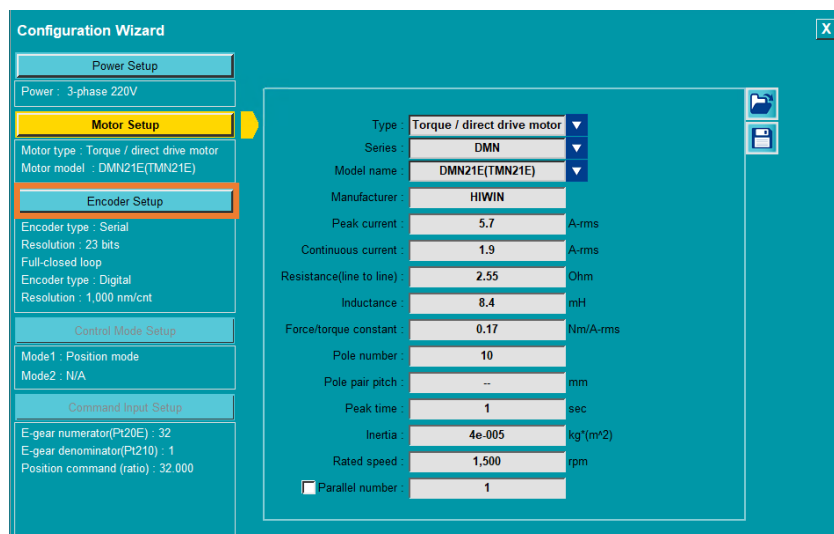 Configuration Wizard
X
Power Setup
Power : 3-phase 220V
Motor Setup
Motor type : Torque / direct drive motor
Motor model : DMN21E(TMN21E)
Encoder Setup
Encoder type : Serial
Resolution : 23 bits
Full-closed loop
Encoder type : Digital
Resolution : 1,000 nm/cnt
Control Mode Setup
Mode1 : Position mode
Mode2 : N/A
Command Input Setup
E-gear numerator(Pt20E) : 32
E-gear denominator(Pt210) : 1
Position command (ratio) : 32.000
Type : Torque / direct drive motor
Series : DMN
Model name : DMN21E(TMN21E)
Manufacturer : HIWIN
Peak current : 5.7 A-rms
Continuous current : 1.9 A-rms
Resistance(line to line) : 2.55 Ohm
Inductance : 8.4 mH
Force/torque constant : 0.17 Nm/A-rms
Pole number : 10
Pole pair pitch : -- mm
Peak time : 1 sec
Inertia : 4e-005 kg*(m^2)
Rated speed : 1,500 rpm
Parallel number : 1